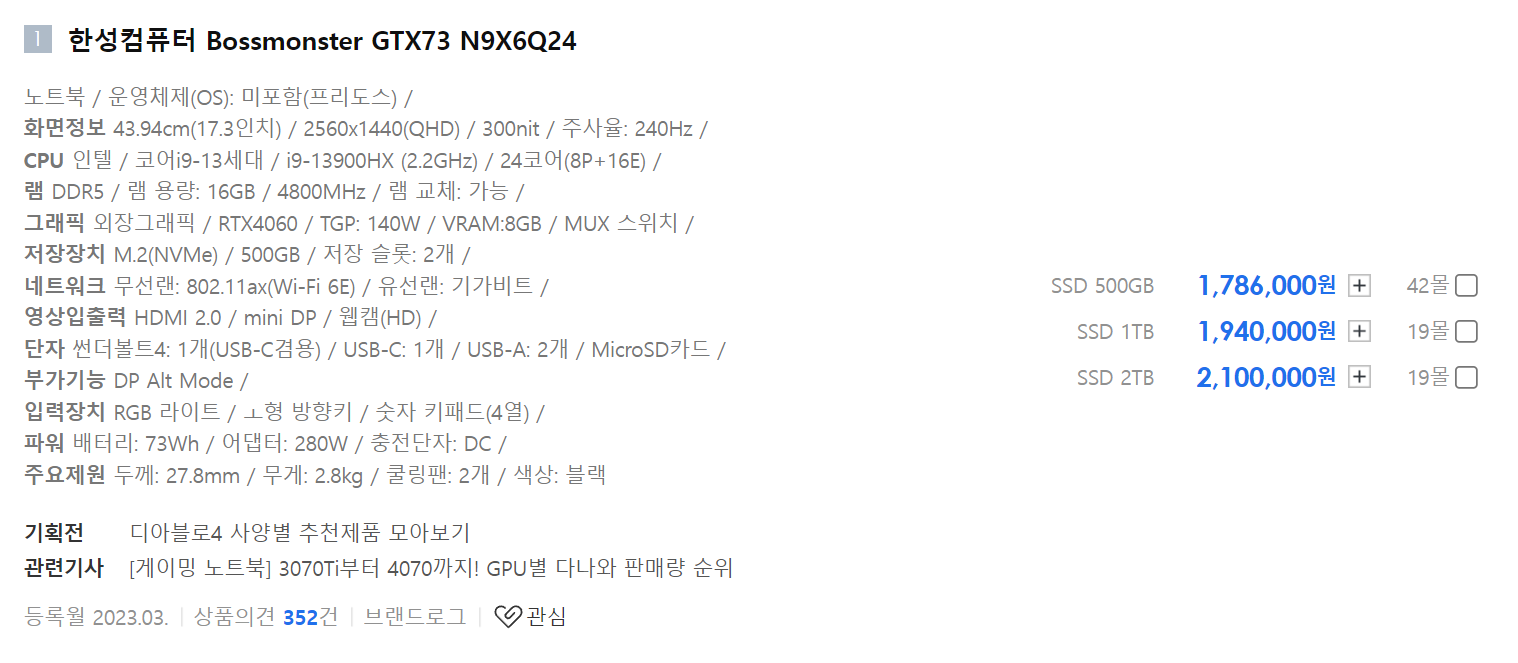 1 한성컴퓨터 Bossmonster GTX73 N9X6Q24
노트북 / 운영체제(OS): 미포함(프리도스) /
화면정보 43.94cm(17.3인치) / 2560x1440(QHD) / 300nit / 주사율: 240Hz /
CPU 인텔 / 코어i9-13세대 / i9-13900HX (2.2GHz) / 24코어(8P+16E) /
램 DDR5 / 램 용량: 16GB / 4800MHz / 램 교체: 가능 /
그래픽 외장그래픽 / RTX4060 / TGP: 140W / VRAM:8GB / MUX 스위치 /
저장장치 M.2(NVMe) / 500GB / 저장 슬롯: 2개 /
네트워크 무선랜: 802.11ax(Wi-Fi 6E) / 유선랜: 기가비트 /
영상입출력 HDMI 2.0 / mini DP / 웹캠(HD) /
단자 썬더볼트4: 1개(USB-C겸용) / USB-C: 1개 / USB-A: 2개 / MicroSD카드 /
부가기능 DP Alt Mode /
입력장치 RGB 라이트 / ㅗ형 방향키 / 숫자 키패드(4열) /
파워 배터리: 73Wh / 어댑터: 280W / 충전단자: DC /
주요제원 두께: 27.8mm / 무게: 2.8kg / 쿨링팬: 2개 / 색상: 블랙
SSD 500GB 1,786,000원 + 42몰
SSD 1TB 1,940,000원 + 19몰
SSD 2TB 2,100,000원 + 19몰
기획전 디아블로4 사양별 추천제품 모아보기
관련기사 [게이밍 노트북] 3070Ti부터 4070까지! GPU별 다나와 판매량 순위
등록월 2023.03. | 상품의견 352건 | 브랜드로그 | 관심